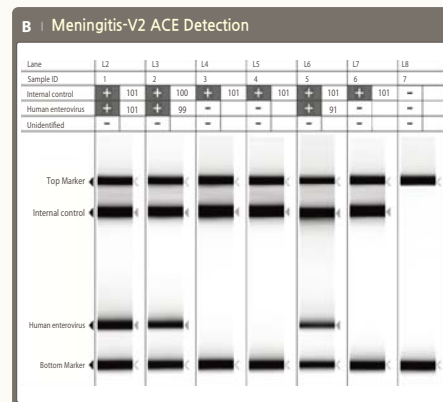 B | Meningitis-V2 ACE Detection
Lane L2 L3 L4 L5 L6 L7 L8
Sample ID 1 2 3 4 5 6 7
Internal control + 101 + 100 + 101 + 101 + 101 + 101 -
Human enterovirus + 101 + 99 - - + 91 - -
Unidentified - - - - - - -
Top Marker
Internal control
Human enterovirus
Bottom Marker